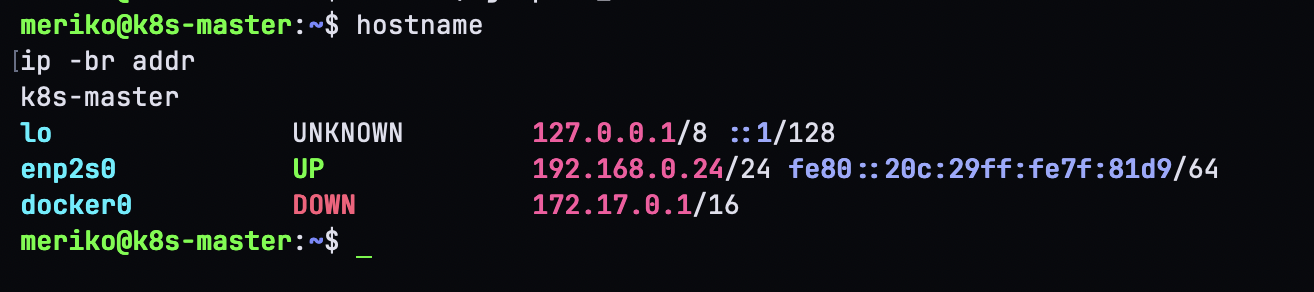 meriko@k8s-master:~$ hostname
[ip -br addr
k8s-master
lo UNKNOWN 127.0.0.1/8 ::1/128
enp2s0 UP 192.168.0.24/24 fe80::20c:29ff:fe7f:81d9/64
docker0 DOWN 172.17.0.1/16
meriko@k8s-master:~$ _